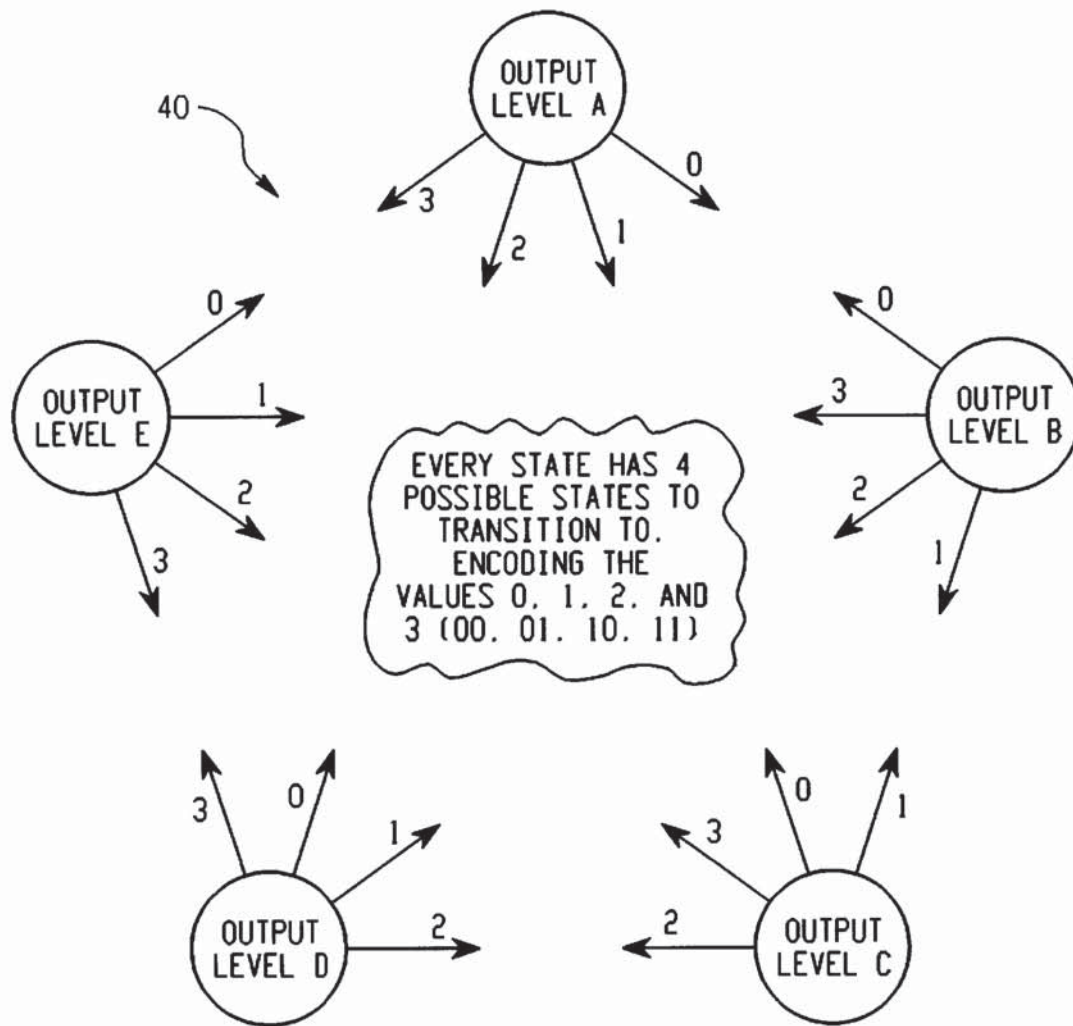 OUTPUT
LEVEL A
40
0
3
2
1
0
0
OUTPUT
LEVEL E
1
3
OUTPUT
LEVEL B
2
2
3
1
EVERY STATE HAS 4
POSSIBLE STATES TO
TRANSITION TO.
ENCODING THE
VALUES 0, 1, 2, AND
3 (00, 01, 10, 11)
3
0
1
0
1
3
OUTPUT
LEVEL D
2
2
OUTPUT
LEVEL C